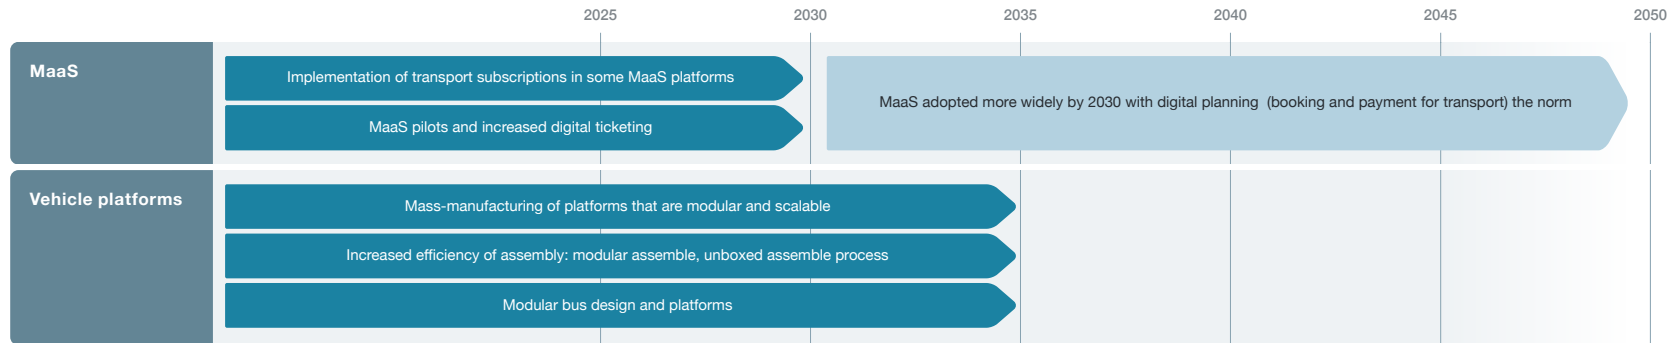 2025 2030 2035 2040 2045 2050
MaaS
Implementation of transport subscriptions in some MaaS platforms
MaaS pilots and increased digital ticketing
MaaS adopted more widely by 2030 with digital planning (booking and payment for transport) the norm
Vehicle platforms
Mass-manufacturing of platforms that are modular and scalable
Increased efficiency of assembly: modular assemble, unboxed assemble process
Modular bus design and platforms